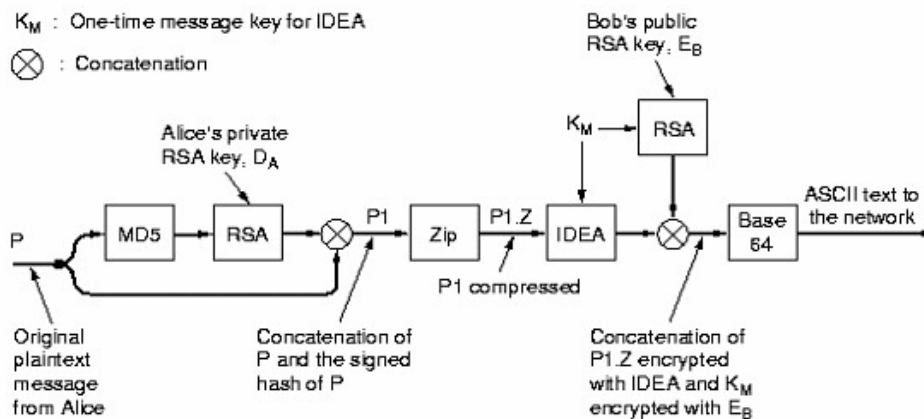 K_M : One-time message key for IDEA
⊗ : Concatenation
Bob's public
RSA key, E_B
Alice's private
RSA key, D_A
K_M
RSA
P
MD5
RSA
P1
Zip
P1.Z
IDEA
Base
64
ASCII text to
the network
P1 compressed
Original
plaintext
message
from Alice
Concatenation of
P and the signed
hash of P
Concatenation of
P1.Z encrypted
with IDEA and K_M
encrypted with E_B